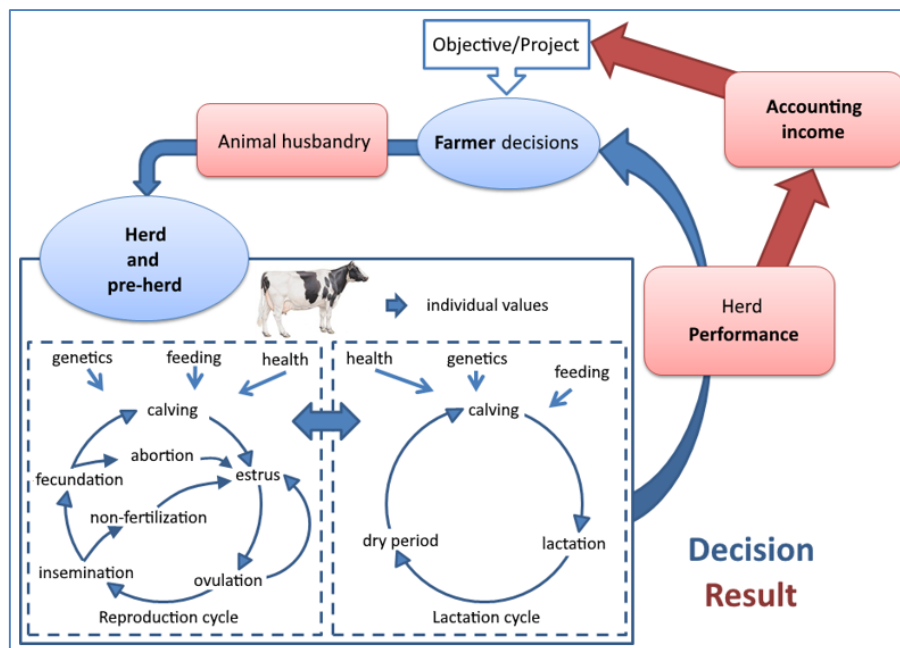 Objective/Project
Accounting
income
Animal husbandry
Farmer decisions
Herd
and
pre-herd
individual values
Herd
Performance
genetics
feeding
health
calving
abortion
fecundation
estrus
non-fertilization
insemination
ovulation
Reproduction cycle
health
genetics
feeding
calving
dry period
lactation
Lactation cycle
Decision
Result